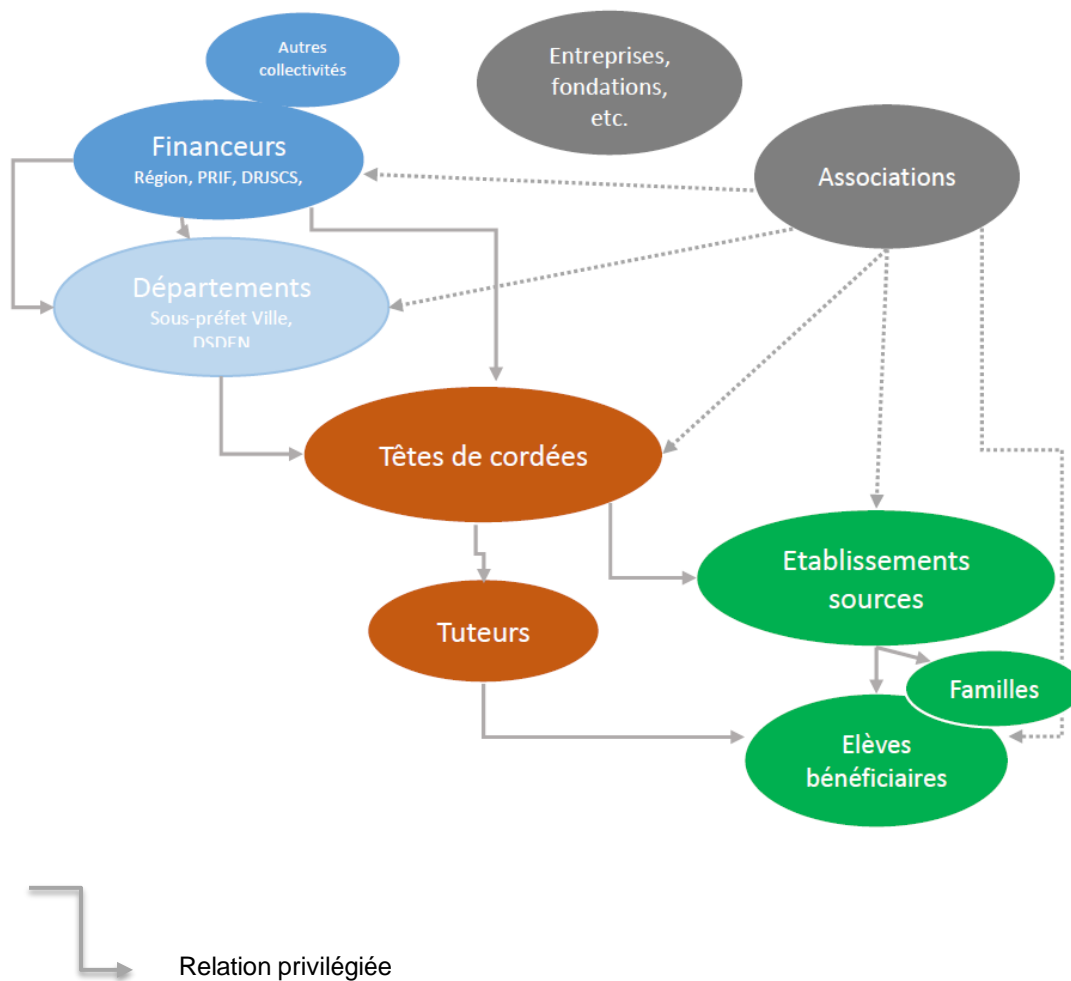 Autres
collectivités
Entreprises,
fondations,
etc.
Financeurs
Région, PRIF, DRJSCS,
Associations
Départements
Sous-préfet Ville,
DSDEN
Têtes de cordées
Etablissements
sources
Tuteurs
Familles
Elèves
bénéficiaires
Relation privilégiée